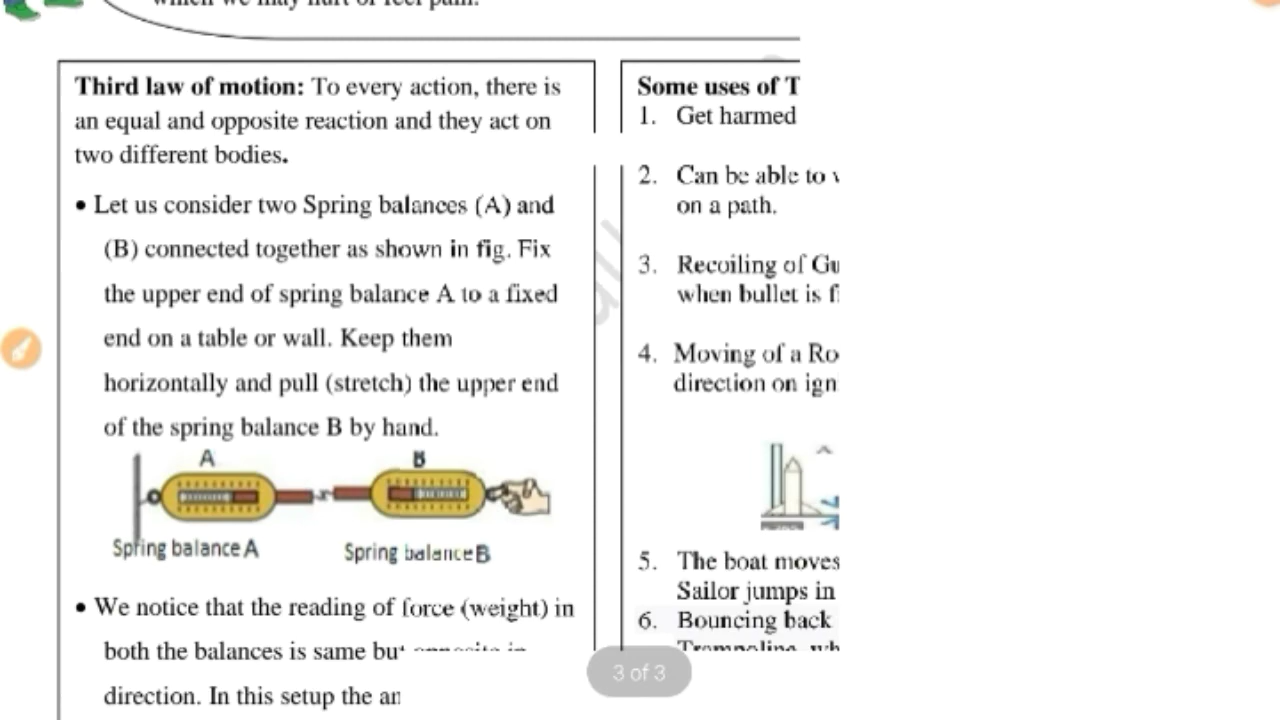 which we may hurt or feel pain.
Third law of motion: To every action, there is
an equal and opposite reaction and they act on
two different bodies.
• Let us consider two Spring balances (A) and
(B) connected together as shown in fig. Fix
the upper end of spring balance A to a fixed
end on a table or wall. Keep them
horizontally and pull (stretch) the upper end
of the spring balance B by hand.
A B
Spring balance A Spring balance B
• We notice that the reading of force (weight) in
both the balances is same but opposite in
direction. In this setup the
Some uses of T
1. Get harmed
2. Can be able to
on a path.
3. Recoiling of Gu
when bullet is
4. Moving of a Ro
direction on ign
5. The boat moves
Sailor jumps in
6. Bouncing back
Trampoline, wh
3 of 3